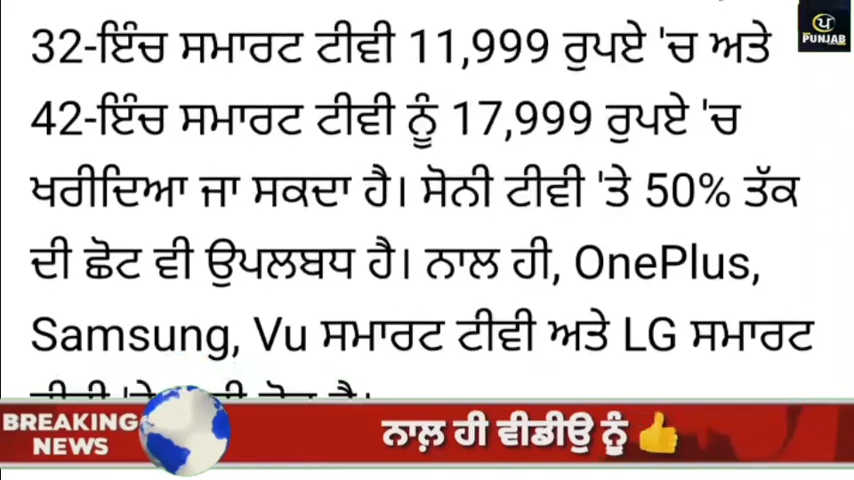 ਪ
PUNJAB
32-ਇੰਚ ਸਮਾਰਟ ਟੀਵੀ 11,999 ਰੁਪਏ 'ਚ ਅਤੇ
42-ਇੰਚ ਸਮਾਰਟ ਟੀਵੀ ਨੂੰ 17,999 ਰੁਪਏ 'ਚ
ਖਰੀਦਿਆ ਜਾ ਸਕਦਾ ਹੈ। ਸੋਨੀ ਟੀਵੀ 'ਤੇ 50% ਤੱਕ
ਦੀ ਛੋਟ ਵੀ ਉਪਲਬਧ ਹੈ। ਨਾਲ ਹੀ, OnePlus,
Samsung, Vu ਸਮਾਰਟ ਟੀਵੀ ਅਤੇ LG ਸਮਾਰਟ
BREAKING
NEWS
ਨਾਲ਼ ਹੀ ਵੀਡੀਉ ਨੂੰ 👍